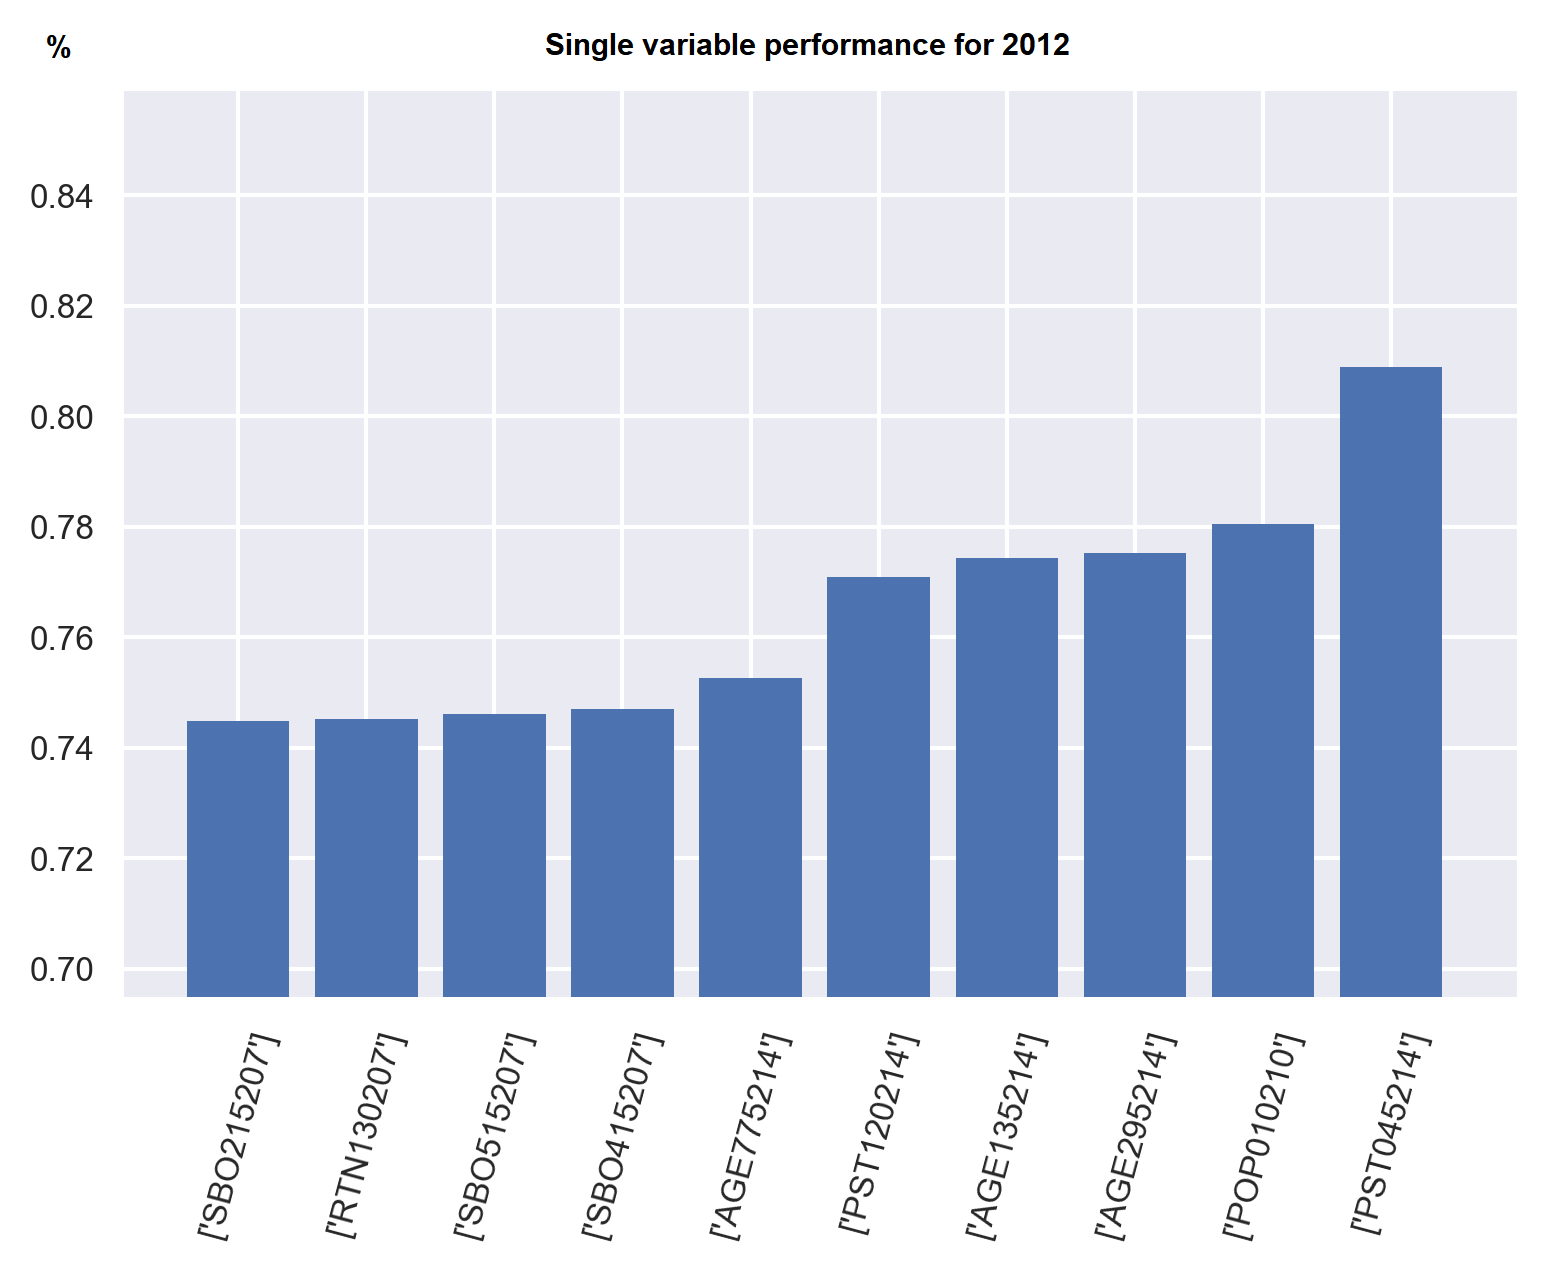 %
Single variable performance for 2012
0.84
0.82
0.80
0.78
0.76
0.74
0.72
0.70
['SBO215207']
['RTN130207']
['SBO515207']
['SBO415207']
['AGE775214']
['PST120214']
['AGE135214']
['AGE295214']
['POP010210']
['PST045214']